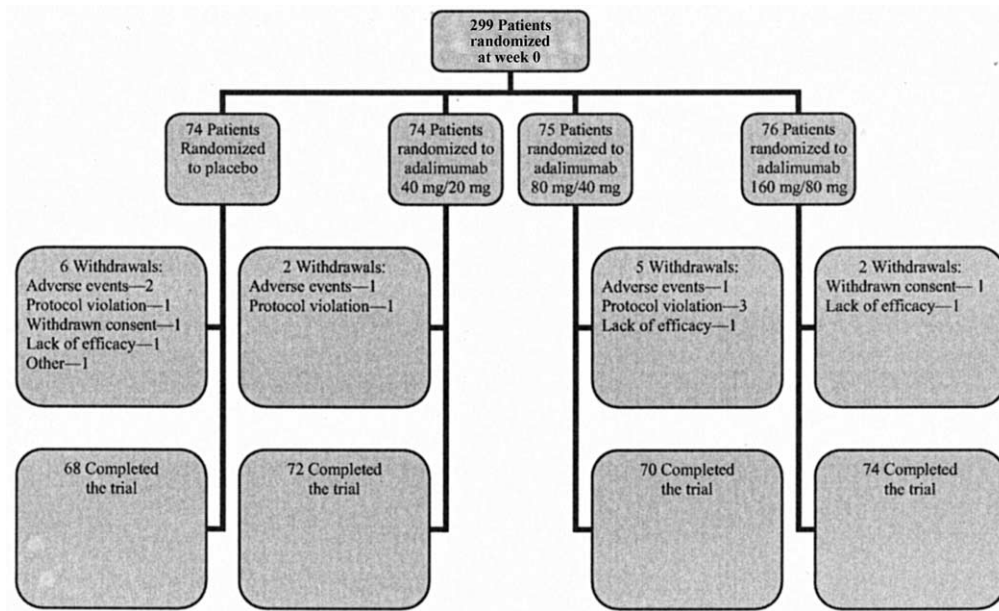 299 Patients
randomized
at week 0
74 Patients
Randomized
to placebo
74 Patients
randomized to
adalimumab
40 mg/20 mg
75 Patients
randomized to
adalimumab
80 mg/40 mg
76 Patients
randomized to
adalimumab
160 mg/80 mg
6 Withdrawals:
Adverse events—2
Protocol violation—1
Withdrawn consent—1
Lack of efficacy—1
Other—1
2 Withdrawals:
Adverse events—1
Protocol violation—1
5 Withdrawals:
Adverse events—1
Protocol violation—3
Lack of efficacy—1
2 Withdrawals:
Withdrawn consent— 1
Lack of efficacy—1
68 Completed
the trial
72 Completed
the trial
70 Completed
the trial
74 Completed
the trial